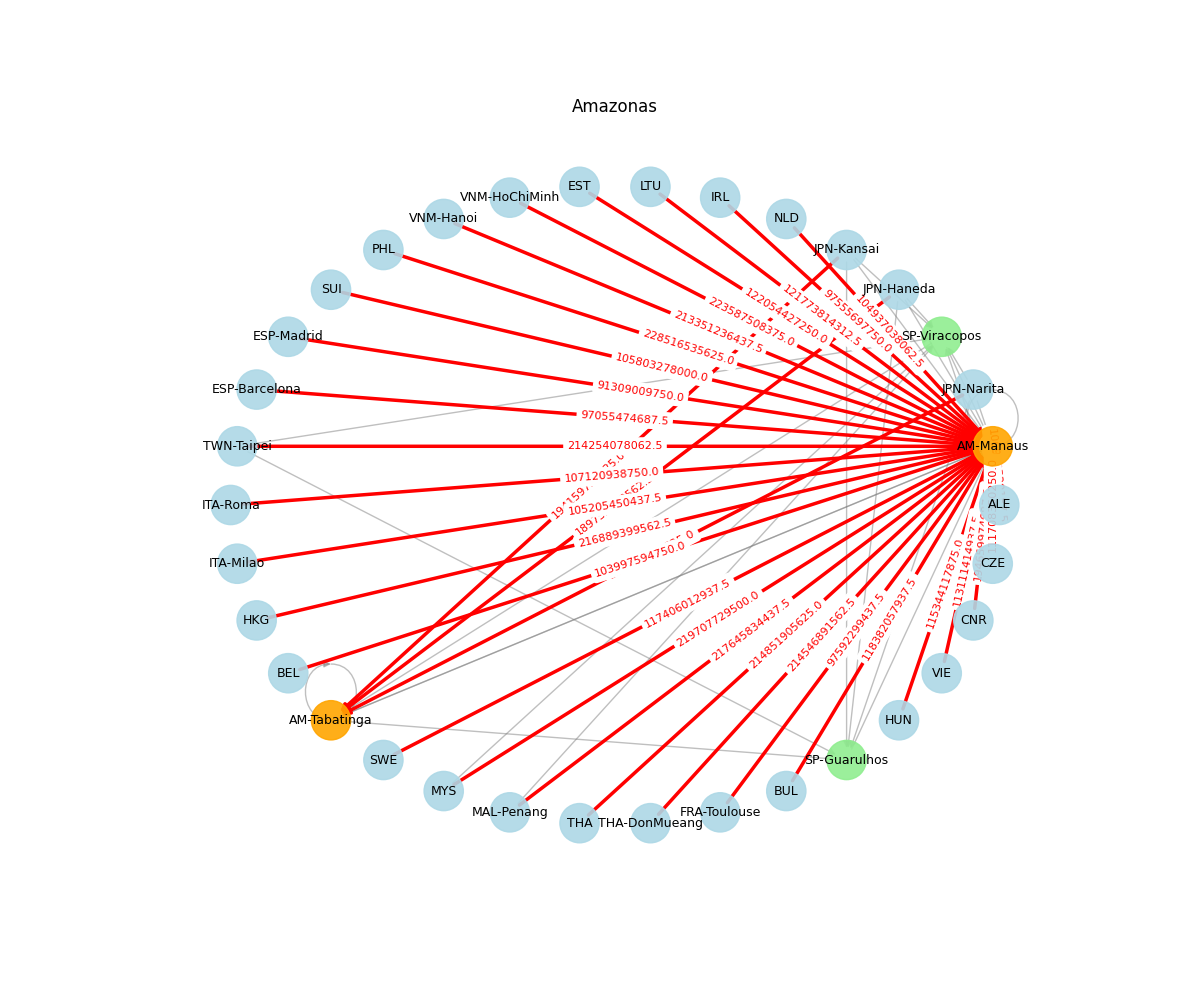 Amazonas
EST
LTU
VNM-HoChiMinh
IRL
VNM-Hanoi
NLD
PHL
JPN-Kansai
SUI
JPN-Haneda
ESP-Madrid
SP-Viracopos
ESP-Barcelona
JPN-Narita
TWN-Taipei
AM-Manaus
ITA-Roma
ALE
ITA-Milao
CZE
HKG
CNR
BEL
VIE
AM-Tabatinga
HUN
SWE
SP-Guarulhos
MYS
BUL
MAL-Penang
FRA-Toulouse
THA
THA-DonMueang
104937038062.5
97555697750.0
121773814312.5
122054427250.0
223587508375.0
213351236437.5
228516535625.0
105803278000.0
91309009750.0
97055474687.5
214254078062.5
107120938750.0
105205450437.5
216889399562.5
103997594750.0
117406012937.5
219707729500.0
217645834437.5
214851905625.0
214546891562.5
97592299437.5
118382057937.5
115344117875.0
113111414937.5